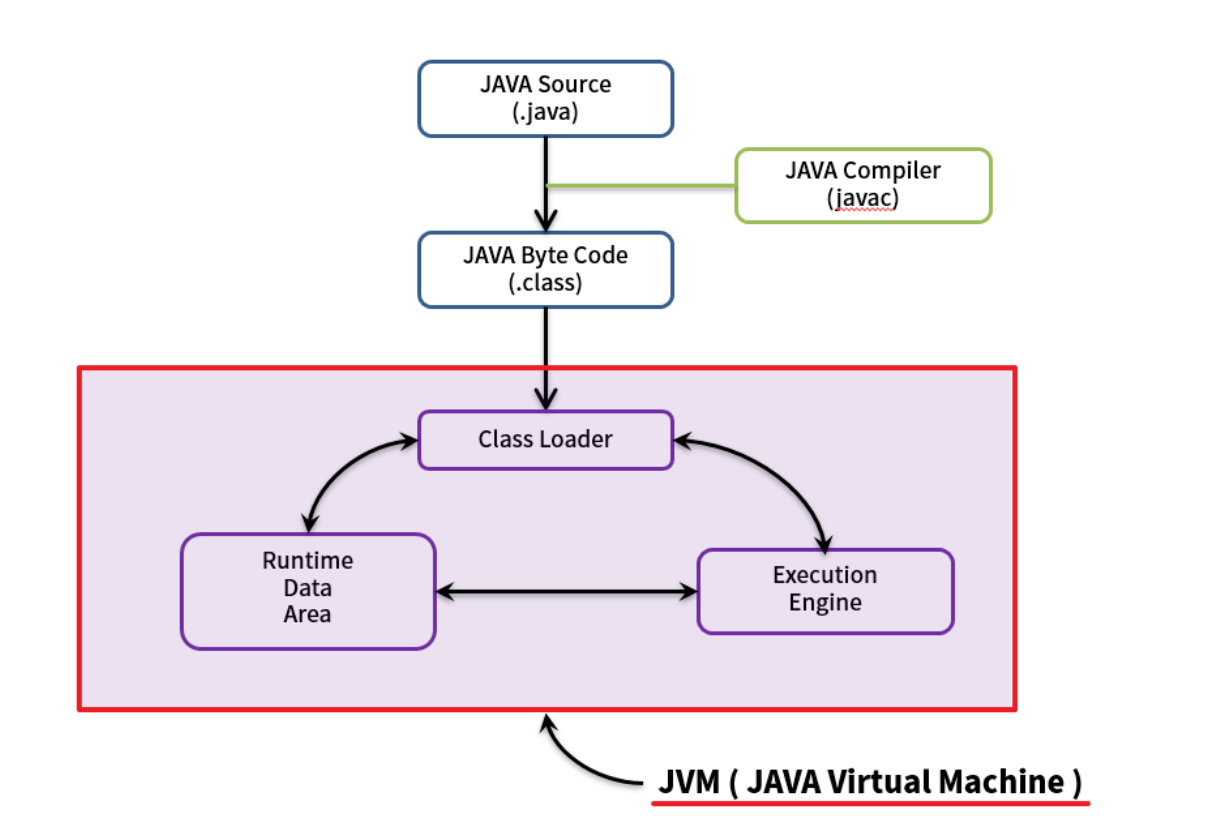 JAVA Source
(.java)
JAVA Compiler
(javac)
JAVA Byte Code
(.class)
Class Loader
Runtime
Data
Area
Execution
Engine
JVM ( JAVA Virtual Machine )